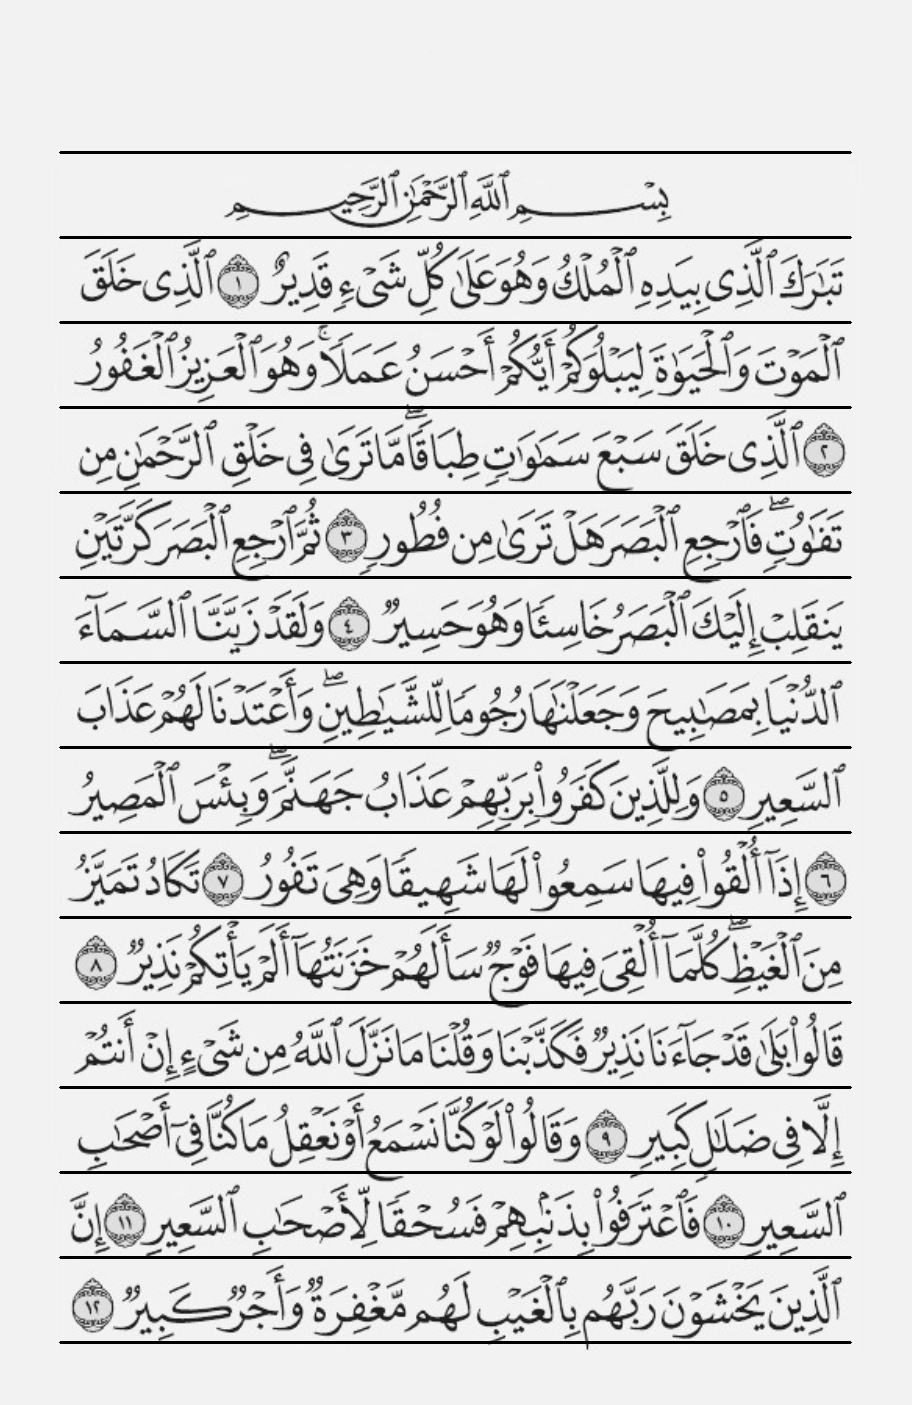 بِسۡمِ ٱللَّهِ ٱلرَّحۡمَٰنِ ٱلرَّحِيمِ
تَبَٰرَكَ ٱلَّذِي بِيَدِهِ ٱلۡمُلۡكُ وَهُوَ عَلَىٰ كُلِّ شَيۡءٖ قَدِيرٌ ١ ٱلَّذِي خَلَقَ
ٱلۡمَوۡتَ وَٱلۡحَيَوٰةَ لِيَبۡلُوَكُمۡ أَيُّكُمۡ أَحۡسَنُ عَمَلٗاۚ وَهُوَ ٱلۡعَزِيزُ ٱلۡغَفُورُ
٢ ٱلَّذِي خَلَقَ سَبۡعَ سَمَٰوَٰتٖ طِبَاقٗاۖ مَّا تَرَىٰ فِي خَلۡقِ ٱلرَّحۡمَٰنِ مِن
تَفَٰوُتٖۖ فَٱرۡجِعِ ٱلۡبَصَرَ هَلۡ تَرَىٰ مِن فُطُورٖ ٣ ثُمَّ ٱرۡجِعِ ٱلۡبَصَرَ كَرَّتَيۡنِ
يَنقَلِبۡ إِلَيۡكَ ٱلۡبَصَرُ خَاسِئٗا وَهُوَ حَسِيرٞ ٤ وَلَقَدۡ زَيَّنَّا ٱلسَّمَآءَ
ٱلدُّنۡيَا بِمَصَٰبِيحَ وَجَعَلۡنَٰهَا رُجُومٗا لِّلشَّيَٰطِينِۖ وَأَعۡتَدۡنَا لَهُمۡ عَذَابَ
ٱلسَّعِيرِ ٥ وَلِلَّذِينَ كَفَرُواْ بِرَبِّهِمۡ عَذَابُ جَهَنَّمَۖ وَبِئۡسَ ٱلۡمَصِيرُ
٦ إِذَآ أُلۡقُواْ فِيهَا سَمِعُواْ لَهَا شَهِيقٗا وَهِيَ تَفُورُ ٧ تَكَادُ تَمَيَّزُ
مِنَ ٱلۡغَيۡظِۖ كُلَّمَآ أُلۡقِيَ فِيهَا فَوۡجٞ سَأَلَهُمۡ خَزَنَتُهَآ أَلَمۡ يَأۡتِكُمۡ نَذِيرٞ ٨
قَالُواْ بَلَىٰ قَدۡ جَآءَنَا نَذِيرٞ فَكَذَّبۡنَا وَقُلۡنَا مَا نَزَّلَ ٱللَّهُ مِن شَيۡءٍ إِنۡ أَنتُمۡ
إِلَّا فِي ضَلَٰلٖ كَبِيرٖ ٩ وَقَالُواْ لَوۡ كُنَّا نَسۡمَعُ أَوۡ نَعۡقِلُ مَا كُنَّا فِيٓ أَصۡحَٰبِ
ٱلسَّعِيرِ ١٠ فَٱعۡتَرَفُواْ بِذَنۢبِهِمۡ فَسُحۡقٗا لِّأَصۡحَٰبِ ٱلسَّعِيرِ ١١ إِنَّ
ٱلَّذِينَ يَخۡشَوۡنَ رَبَّهُم بِٱلۡغَيۡبِ لَهُم مَّغۡفِرَةٞ وَأَجۡرٞ كَبِيرٞ ١٢